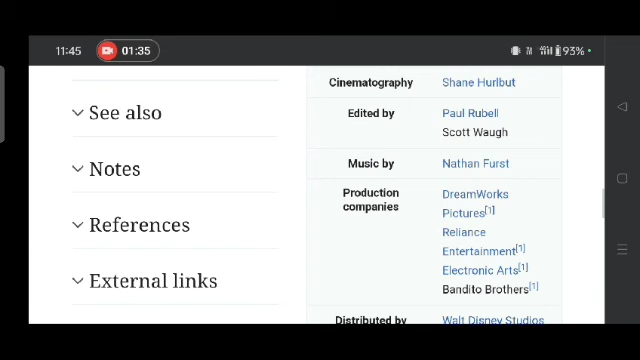 11:45
01:35
93%
Cinematography Shane Hurlbut
See also
Edited by Paul Rubell
Scott Waugh
Notes
Music by Nathan Furst
Production companies DreamWorks
Pictures[1]
References
Reliance
Entertainment[1]
Electronic Arts[1]
External links
Bandito Brothers[1]
Distributed by Walt Disney Studios